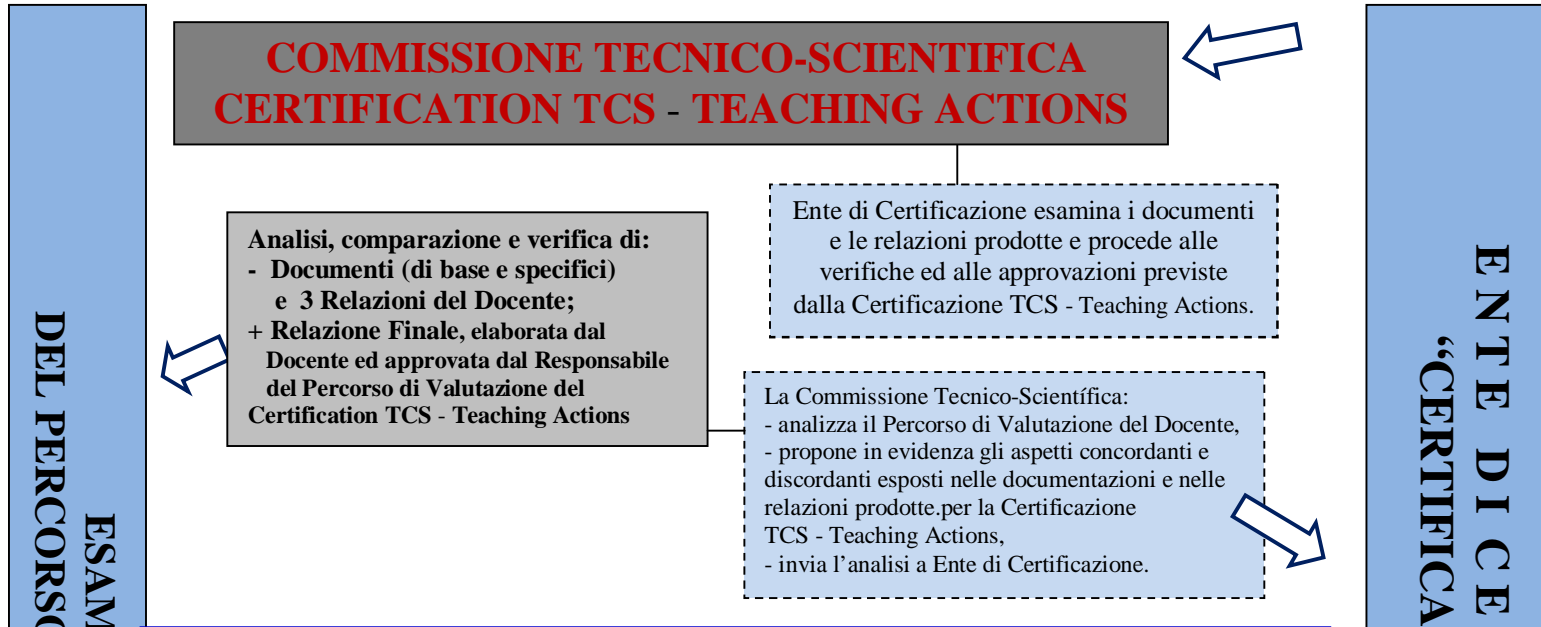 COMMISSIONE TECNICO-SCIENTIFICA
CERTIFICATION TCS - TEACHING ACTIONS
Ente di Certificazione esamina i documenti
e le relazioni prodotte e procede alle
verifiche ed alle approvazioni previste
dalla Certificazione TCS - Teaching Actions.
Analisi, comparazione e verifica di:
- Documenti (di base e specifici)
e 3 Relazioni del Docente;
+ Relazione Finale, elaborata dal
Docente ed approvata dal Responsabile
del Percorso di Valutazione del
Certification TCS - Teaching Actions
La Commissione Tecnico-Scientífica:
- analizza il Percorso di Valutazione del Docente,
- propone in evidenza gli aspetti concordanti e
discordanti esposti nelle documentazioni e nelle
relazioni prodotte.per la Certificazione
TCS - Teaching Actions,
- invia l’analisi a Ente di Certificazione.
ESAM
DEL PERCORSO
ENTE DI CE
“CERTIFICA